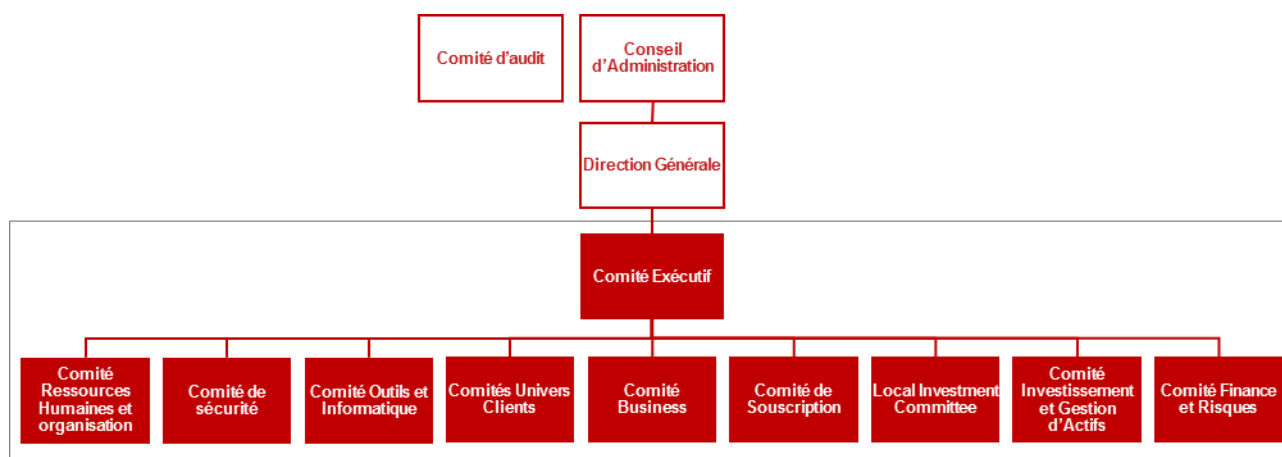 Comité d'audit
Conseil
d'Administration
Direction Générale
Comité Exécutif
Comité
Ressources
Humaines et
organisation
Comité de
sécurité
Comité Outils et
Informatique
Comités Univers
Clients
Comité
Business
Comité de
Souscription
Local Investment
Committee
Comité
Investissement
et Gestion
d'Actifs
Comité Finance
et Risques